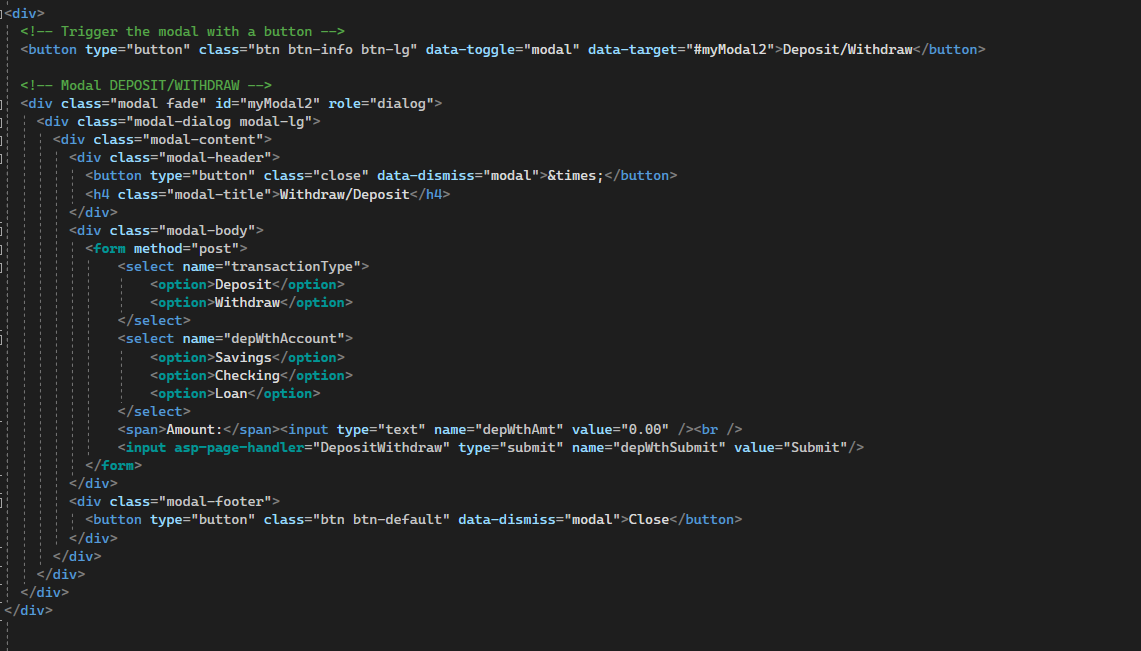 <div>
<!-- Trigger the modal with a button -->
<button type="button" class="btn btn-info btn-lg" data-toggle="modal" data-target="#myModal2">Deposit/Withdraw</button>
<!-- Modal DEPOSIT/WITHDRAW -->
<div class="modal fade" id="myModal2" role="dialog">
<div class="modal-dialog modal-lg">
<div class="modal-content">
<div class="modal-header">
<button type="button" class="close" data-dismiss="modal">&times;</button>
<h4 class="modal-title">Withdraw/Deposit</h4>
</div>
<div class="modal-body">
<form method="post">
<select name="transactionType">
<option>Deposit</option>
<option>Withdraw</option>
</select>
<select name="depWthAccount">
<option>Savings</option>
<option>Checking</option>
<option>Loan</option>
</select>
<span>Amount:</span><input type="text" name="depWthAmt" value="0.00" /><br />
<input asp-page-handler="DepositWithdraw" type="submit" name="depWthSubmit" value="Submit"/>
</form>
</div>
<div class="modal-footer">
<button type="button" class="btn btn-default" data-dismiss="modal">Close</button>
</div>
</div>
</div>
</div>
</div>